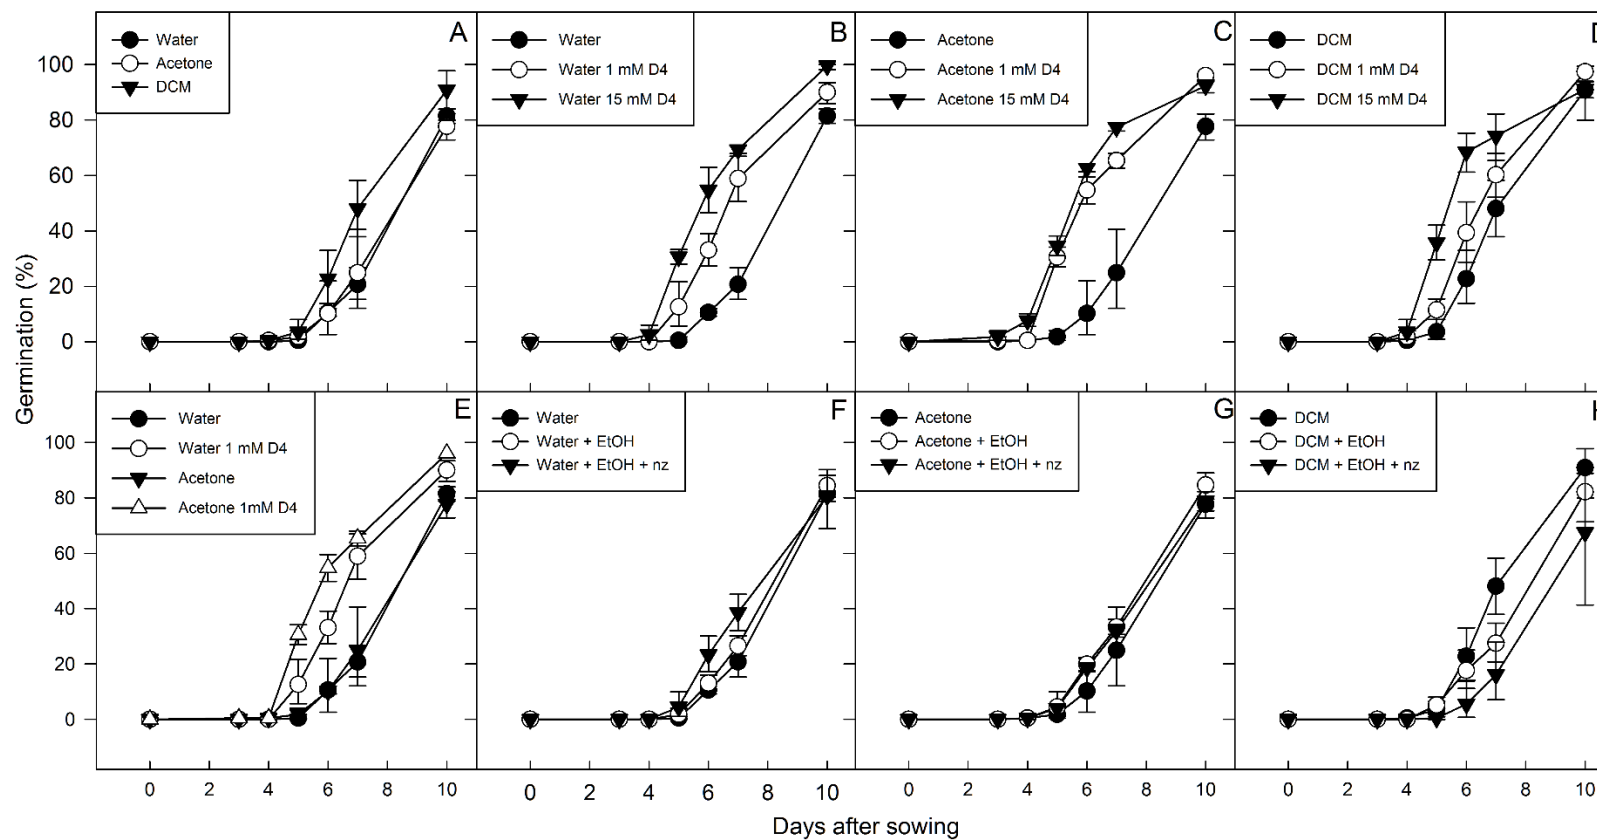 Water
Acetone
DCM
A
Water
Water 1 mM D4
Water 15 mM D4
B
Acetone
Acetone 1 mM D4
Acetone 15 mM D4
C
DCM
DCM 1 mM D4
DCM 15 mM D4
D
100
80
60
40
20
0
Germination (%)
Water
Water 1 mM D4
Acetone
Acetone 1mM D4
E
Water
Water + EtOH
Water + EtOH + nz
F
Acetone
Acetone + EtOH
Acetone + EtOH + nz
G
DCM
DCM + EtOH
DCM + EtOH + nz
H
100
80
60
40
20
0
0 2 4 6 8 10 0 2 4 6 8 10 0 2 4 6 8 10 0 2 4 6 8 10
Days after sowing